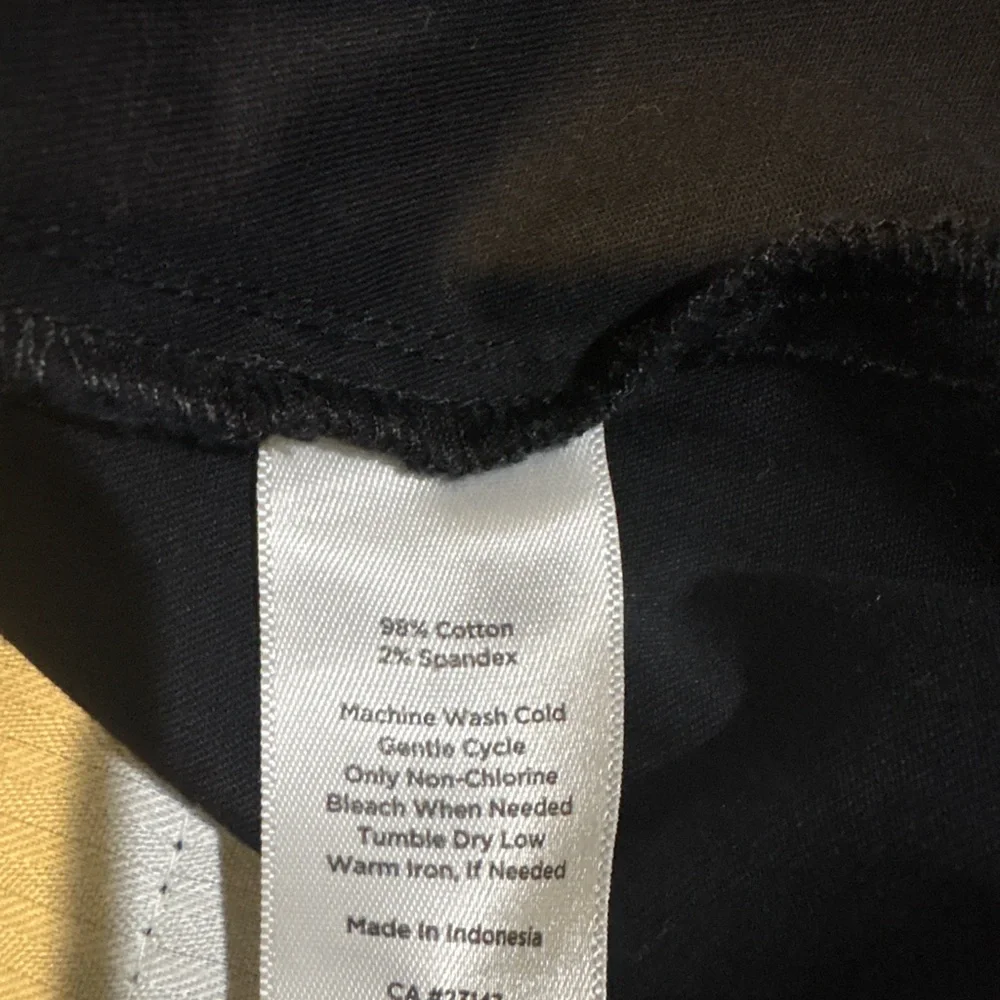 98% Cotton
2% Spandex
Machine Wash Cold
Gentle Cycle
Only Non-Chlorine
Bleach When Needed
Tumble Dry Low
Warm Iron, If Needed
Made In Indonesia
CA